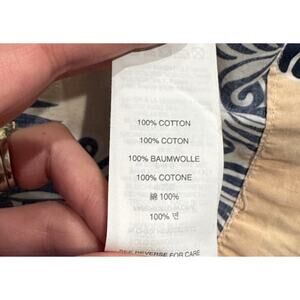 100% COTTON
100% COTON
100% BAUMWOLLE
100% COTONE
綿 100%
100% 면
SEE REVERSE FOR CARE